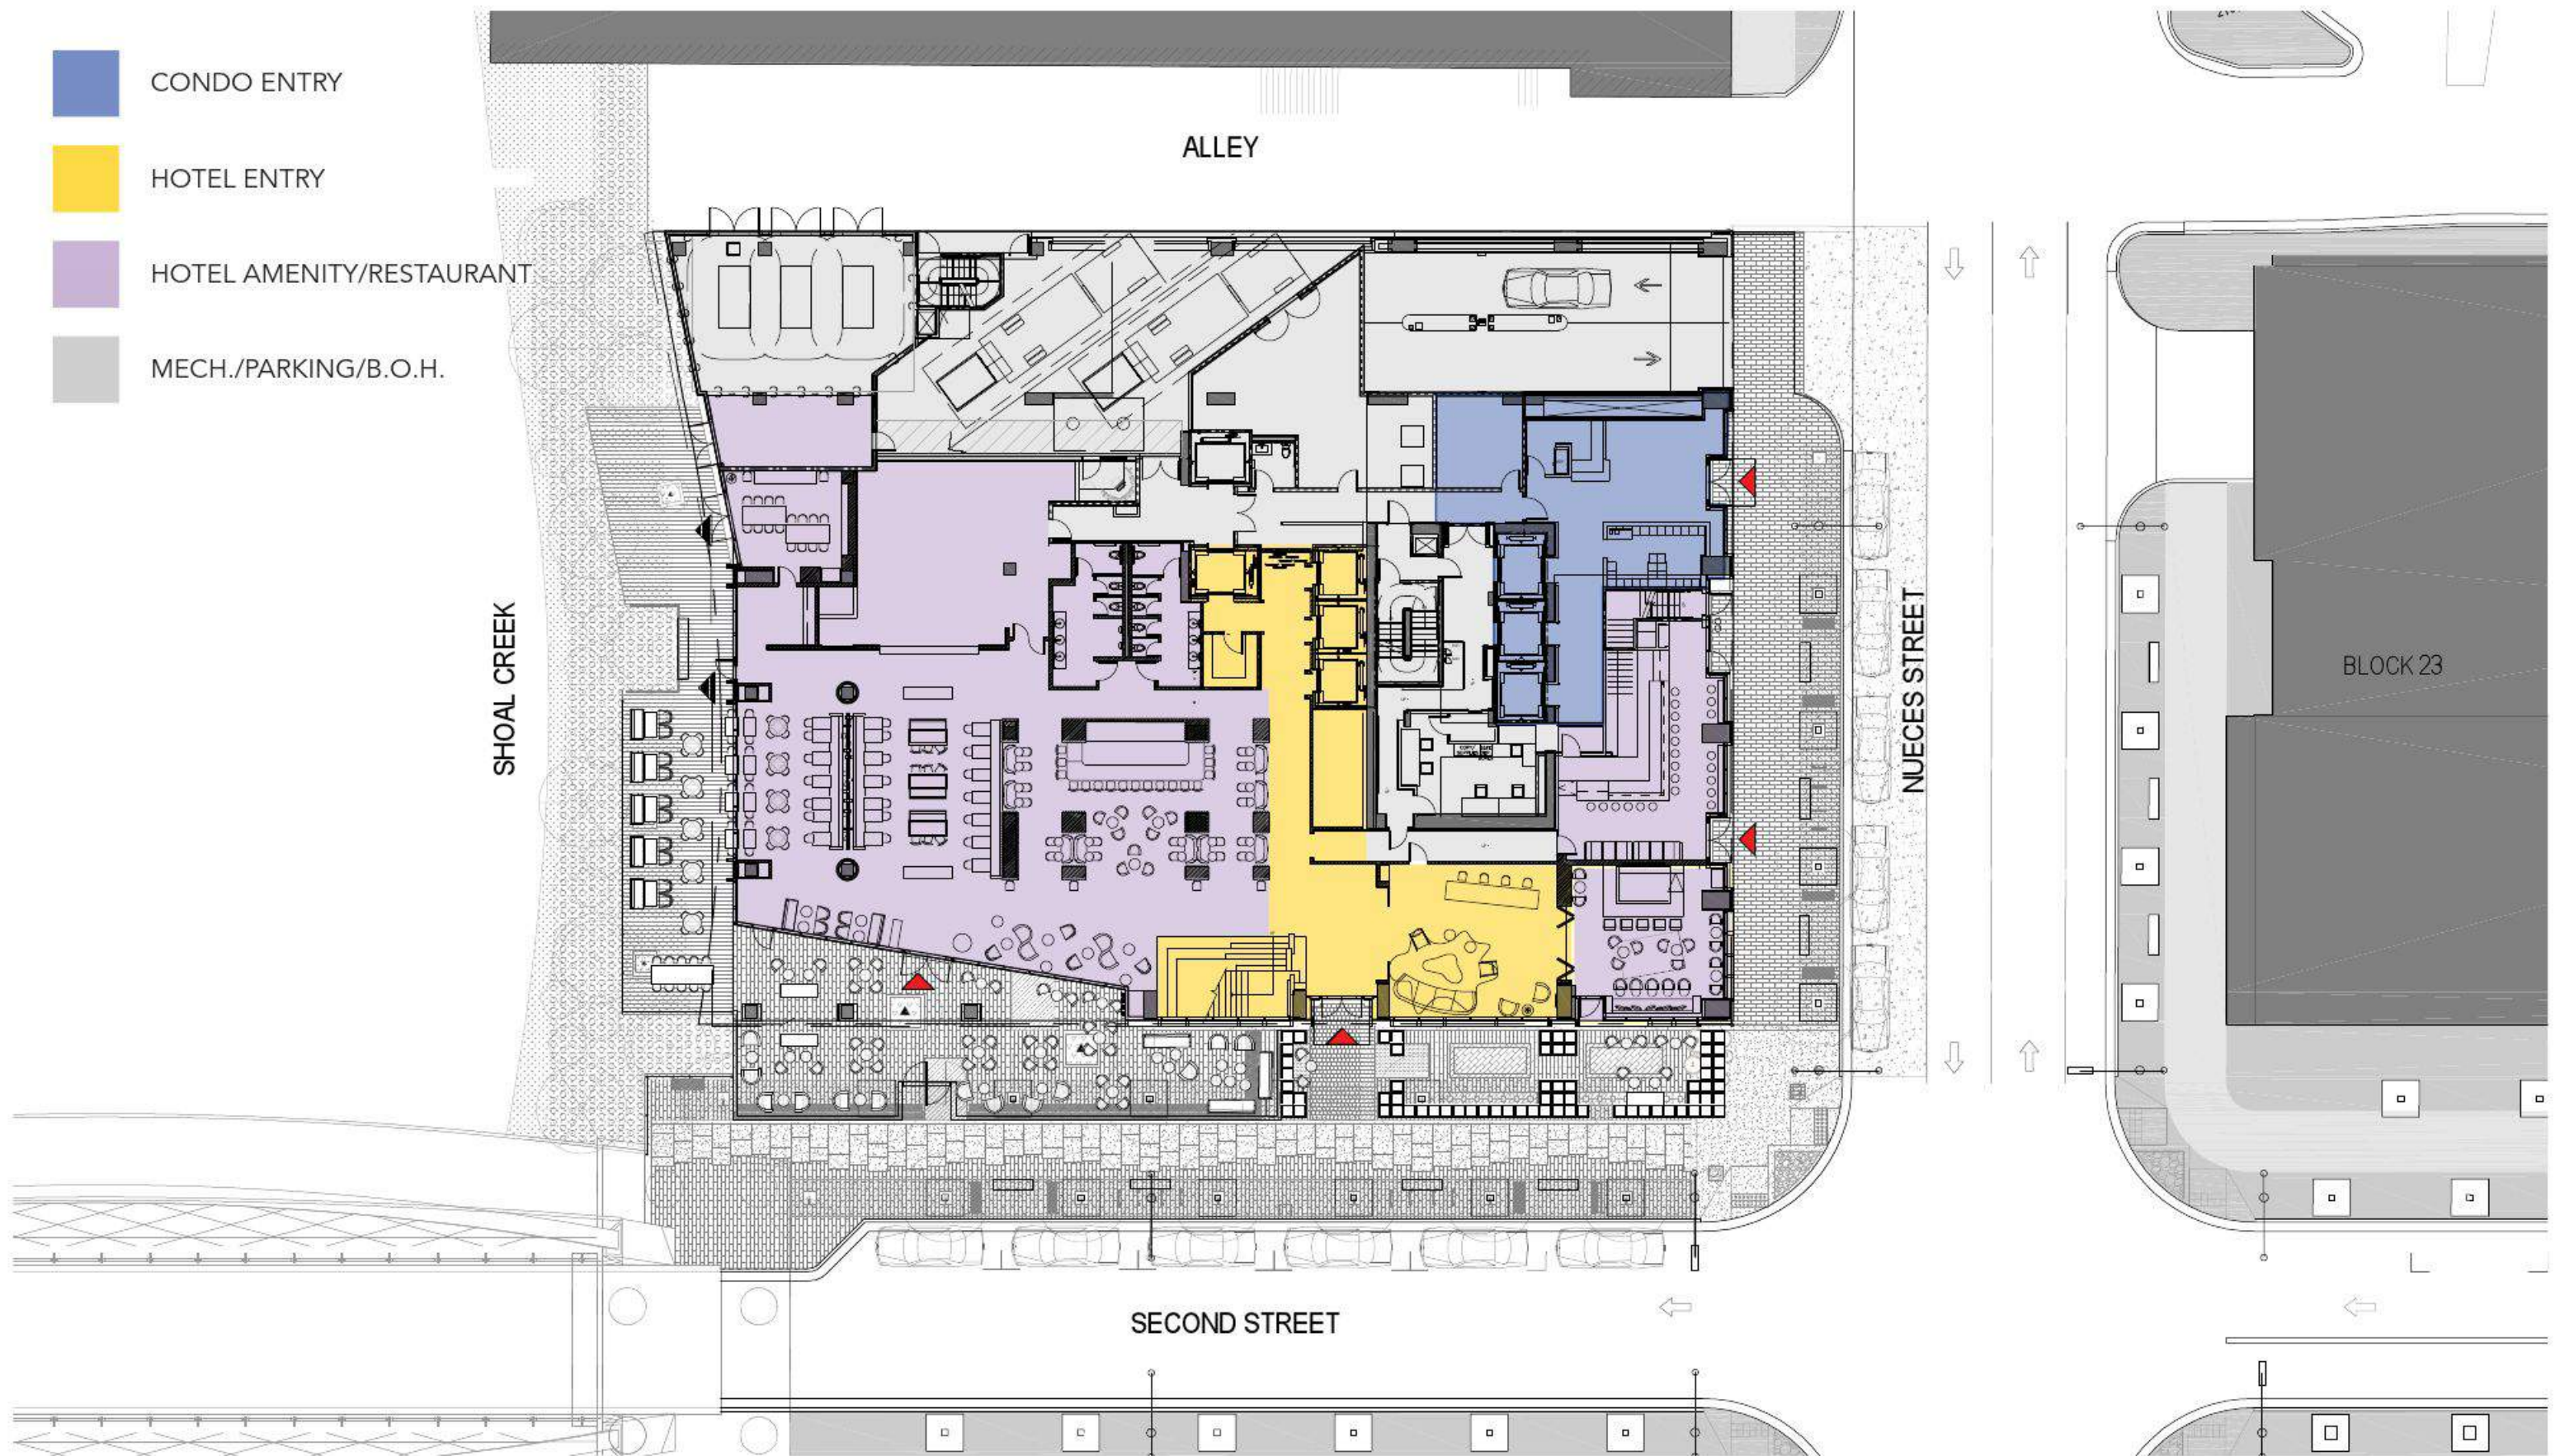 CONDO ENTRY
HOTEL ENTRY
HOTEL AMENITY/RESTAURANT
MECH./PARKING/B.O.H.
ALLEY
SHOAL CREEK
NUECES STREET
BLOCK 23
SECOND STREET